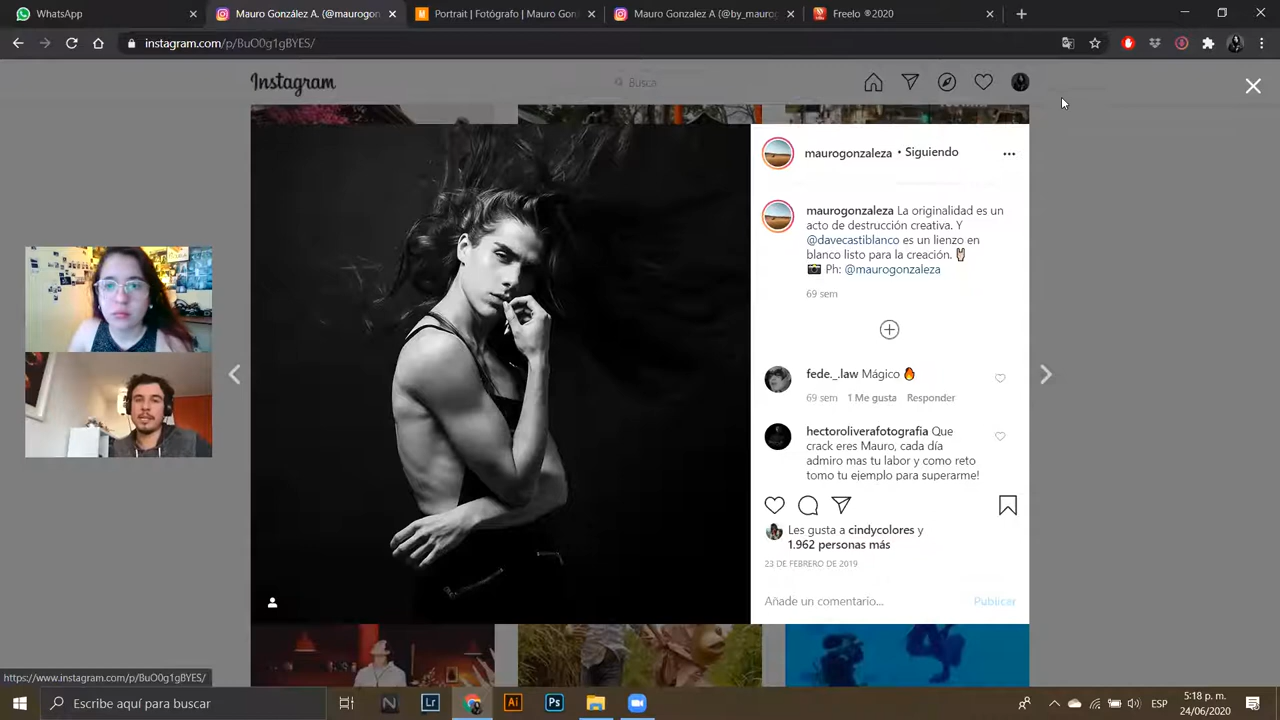 WhatsApp
Mauro González A. (@maurogon
Portrait | Fotógrafo | Mauro Gon
Mauro Gonzalez A (@by_maurog
Freelo ®2020
instagram.com/p/BuO0g1gBYES/
Instagram
Busca
maurogonzaleza • Siguiendo
maurogonzaleza La originalidad es un
acto de destrucción creativa. Y
@davecastiblanco es un lienzo en
blanco listo para la creación. 🤘
📷 Ph: @maurogonzaleza
69 sem
fede._.law Mágico 🔥
69 sem 1 Me gusta Responder
hectoroliverafotografia Que
crack eres Mauro, cada día
admiro mas tu labor y como reto
tomo tu ejemplo para superarme!
Les gusta a cindycolores y
1.962 personas más
23 DE FEBRERO DE 2019
Añade un comentario...
Publicar
https://www.instagram.com/p/BuO0g1gBYES/
Escribe aquí para buscar
N
Lr
Ai
Ps
ESP
5:18 p. m.
24/06/2020